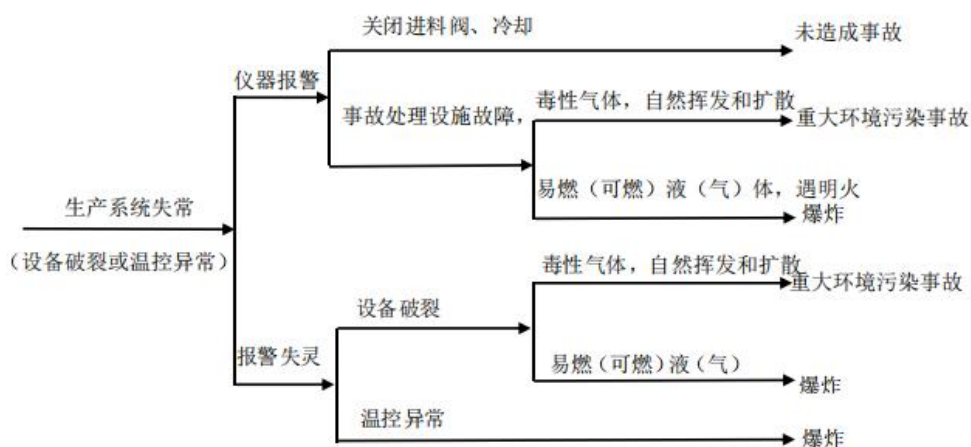 关闭进料阀、冷却
未造成事故
仪器报警
事故处理设施故障，
毒性气体，自然挥发和扩散
重大环境污染事故
易燃（可燃）液（气）体，遇明火
爆炸
生产系统失常
（设备破裂或温控异常）
毒性气体，自然挥发和扩散
重大环境污染事故
设备破裂
报警失灵
易燃（可燃）液（气）
爆炸
温控异常
爆炸